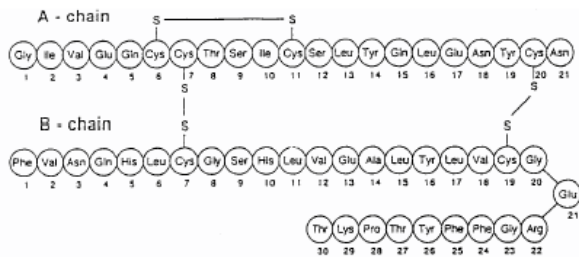 A - chain
S S
Gly Ile Val Glu Gln Cys Cys Thr Ser Ile Cys Ser Leu Tyr Gln Leu Glu Asn Tyr Cys Asn
1 2 3 4 5 6 7 8 9 10 11 12 13 14 15 16 17 18 19 20 21
S S
B - chain
S S
Phe Val Asn Gln His Leu Cys Gly Ser His Leu Val Glu Ala Leu Tyr Leu Val Cys Gly
1 2 3 4 5 6 7 8 9 10 11 12 13 14 15 16 17 18 19 20
Glu
21
Thr Lys Pro Thr Tyr Phe Phe Gly Arg
30 29 28 27 26 25 24 23 22